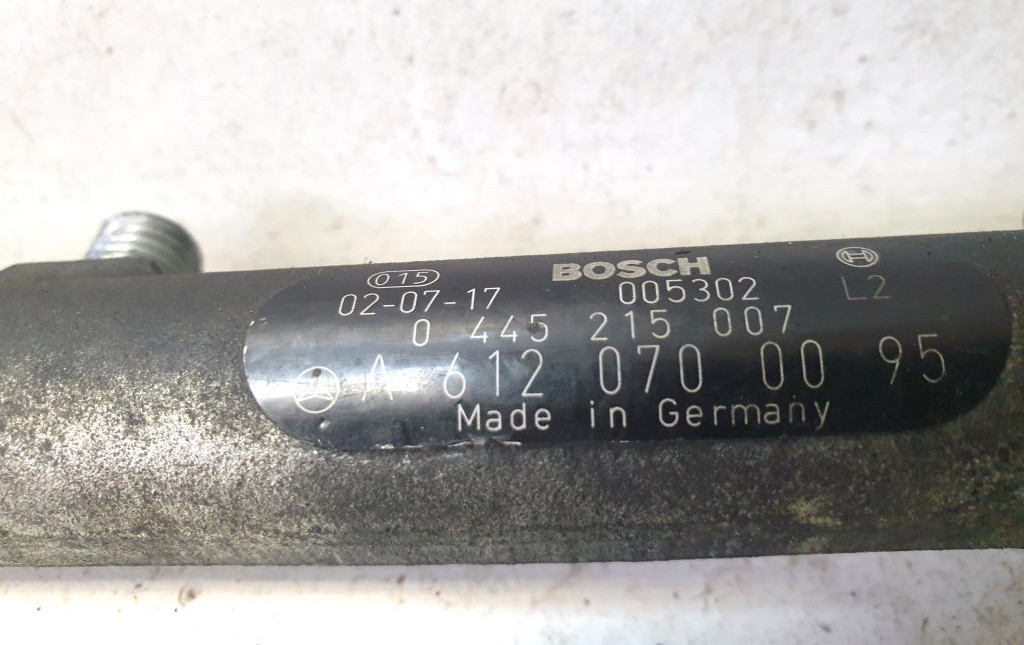 015 BOSCH
02-07-17 005302 L2
0 445 215 007
A 612 070 00 95
Made in Germany